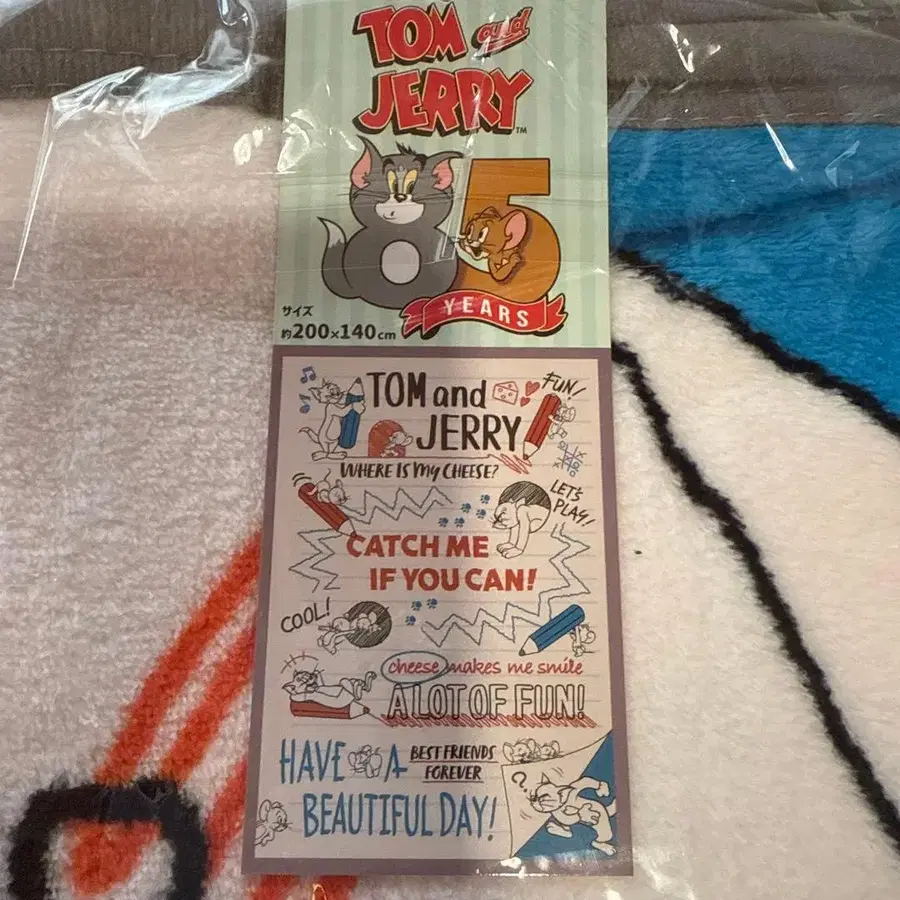 TOM and
JERRY™
85
YEARS
サイズ
約200×140cm
TOM and
JERRY
FUN!
WHERE IS MY CHEESE?
LET'S
PLAY!
CATCH ME
IF YOU CAN!
COOL!
cheese makes me smile
A LOT OF FUN!
HAVE A
BEST FRIENDS
FOREVER
BEAUTIFUL DAY!
?